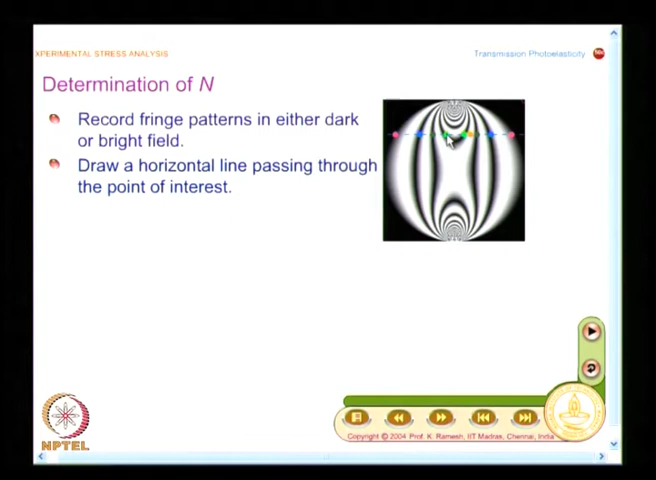 XPERIMENTAL STRESS ANALYSIS
Transmission Photoelasticity
Determination of N
Record fringe patterns in either dark
or bright field.
Draw a horizontal line passing through
the point of interest.
NPTEL
Copyright © 2004 Prof. K. Ramesh, IIT Madras, Chennai, India